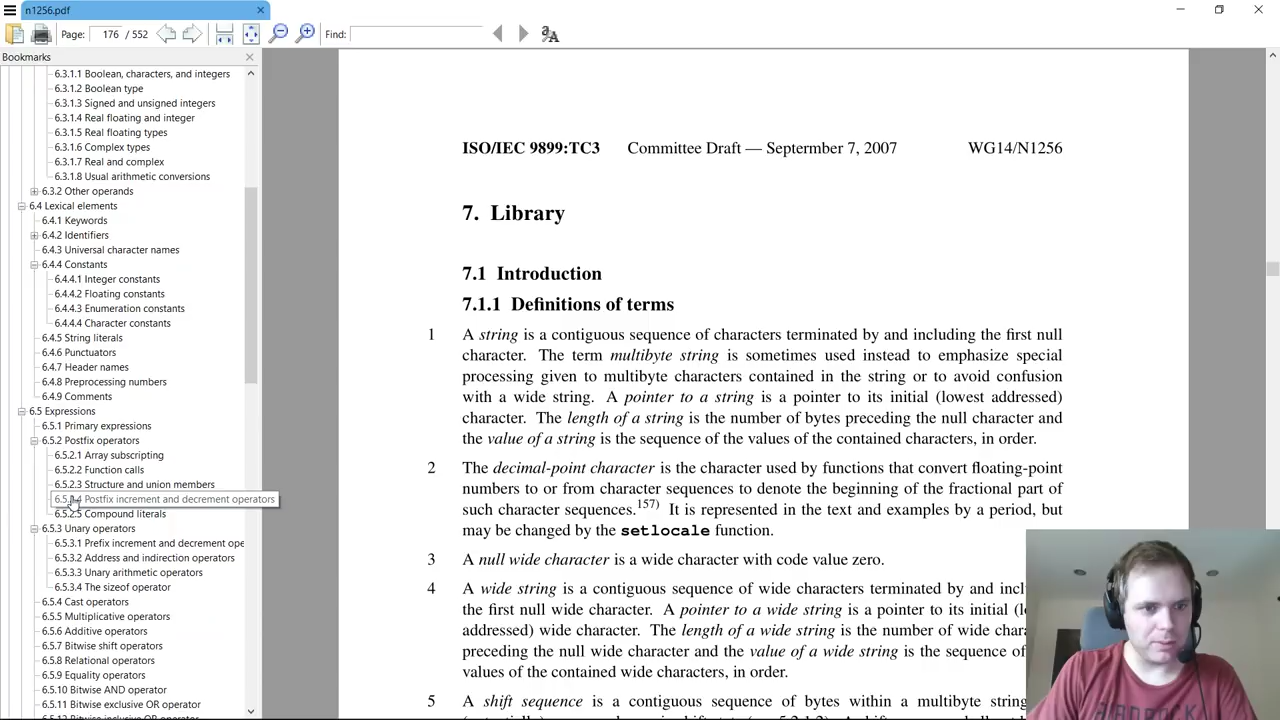 n1256.pdf
Page: 176 / 552 Find:
Bookmarks
6.3.1.1 Boolean, characters, and integers
6.3.1.2 Boolean type
6.3.1.3 Signed and unsigned integers
6.3.1.4 Real floating and integer
6.3.1.5 Real floating types
6.3.1.6 Complex types
6.3.1.7 Real and complex
6.3.1.8 Usual arithmetic conversions
6.3.2 Other operands
6.4 Lexical elements
6.4.1 Keywords
6.4.2 Identifiers
6.4.3 Universal character names
6.4.4 Constants
6.4.4.1 Integer constants
6.4.4.2 Floating constants
6.4.4.3 Enumeration constants
6.4.4.4 Character constants
6.4.5 String literals
6.4.6 Punctuators
6.4.7 Header names
6.4.8 Preprocessing numbers
6.4.9 Comments
6.5 Expressions
6.5.1 Primary expressions
6.5.2 Postfix operators
6.5.2.1 Array subscripting
6.5.2.2 Function calls
6.5.2.3 Structure and union members
6.5.2.4 Postfix increment and decrement operators
6.5.2.5 Compound literals
6.5.3 Unary operators
6.5.3.1 Prefix increment and decrement ope
6.5.3.2 Address and indirection operators
6.5.3.3 Unary arithmetic operators
6.5.3.4 The sizeof operator
6.5.4 Cast operators
6.5.5 Multiplicative operators
6.5.6 Additive operators
6.5.7 Bitwise shift operators
6.5.8 Relational operators
6.5.9 Equality operators
6.5.10 Bitwise AND operator
6.5.11 Bitwise exclusive OR operator
6.5.12 Bitwise inclusive OR operator
ISO/IEC 9899:TC3 Committee Draft — Septermber 7, 2007 WG14/N1256
7. Library
7.1 Introduction
7.1.1 Definitions of terms
1 A string is a contiguous sequence of characters terminated by and including the first null
character. The term multibyte string is sometimes used instead to emphasize special
processing given to multibyte characters contained in the string or to avoid confusion
with a wide string. A pointer to a string is a pointer to its initial (lowest addressed)
character. The length of a string is the number of bytes preceding the null character and
the value of a string is the sequence of the values of the contained characters, in order.
2 The decimal-point character is the character used by functions that convert floating-point
numbers to or from character sequences to denote the beginning of the fractional part of
such character sequences.157) It is represented in the text and examples by a period, but
may be changed by the setlocale function.
3 A null wide character is a wide character with code value zero.
4 A wide string is a contiguous sequence of wide characters terminated by and incl
the first null wide character. A pointer to a wide string is a pointer to its initial (l
addressed) wide character. The length of a wide string is the number of wide char
preceding the null wide character and the value of a wide string is the sequence of
values of the contained wide characters, in order.
5 A shift sequence is a contiguous sequence of bytes within a multibyte string